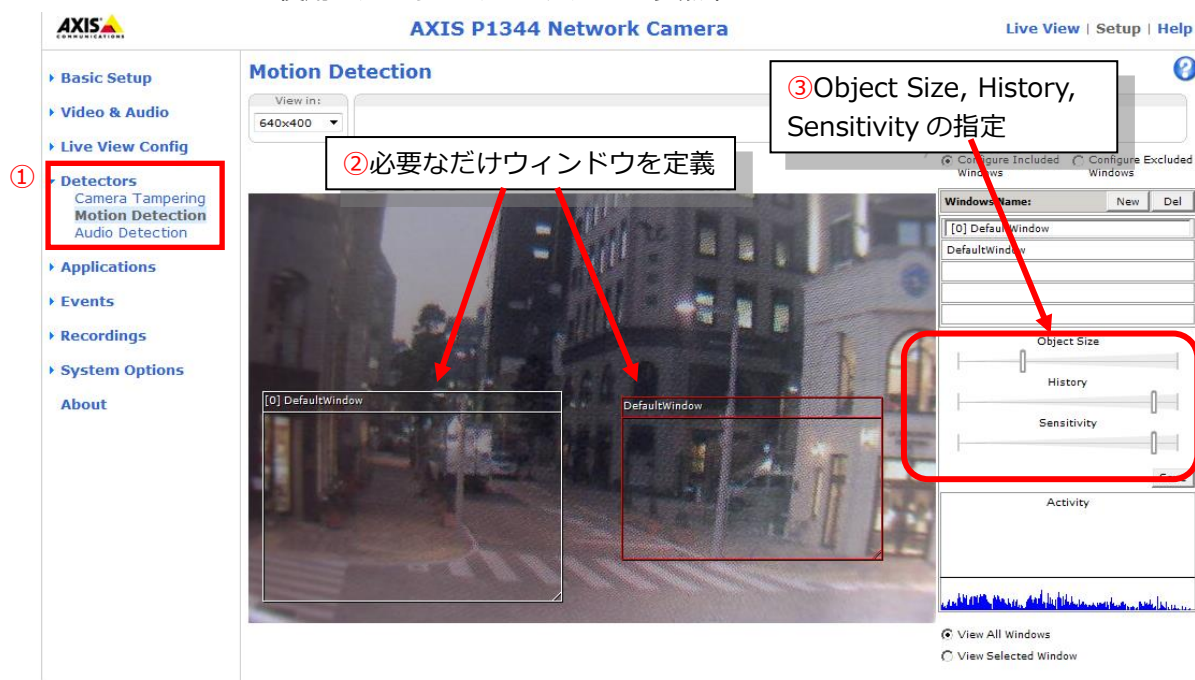 AXIS
COMMUNICATIONS
AXIS P1344 Network Camera
Live View | Setup | Help
Basic Setup
Video & Audio
Live View Config
①
Detectors
Camera Tampering
Motion Detection
Audio Detection
Applications
Events
Recordings
System Options
About
Motion Detection
View in:
640x400
②必要なだけウィンドウを定義
③Object Size, History,
Sensitivity の指定
Configure Included Windows
Configure Excluded Windows
Windows Name:
New
Del
[0] DefaultWindow
DefaultWindow
[0] DefaultWindow
DefaultWindow
Object Size
History
Sensitivity
Activity
View All Windows
View Selected Window